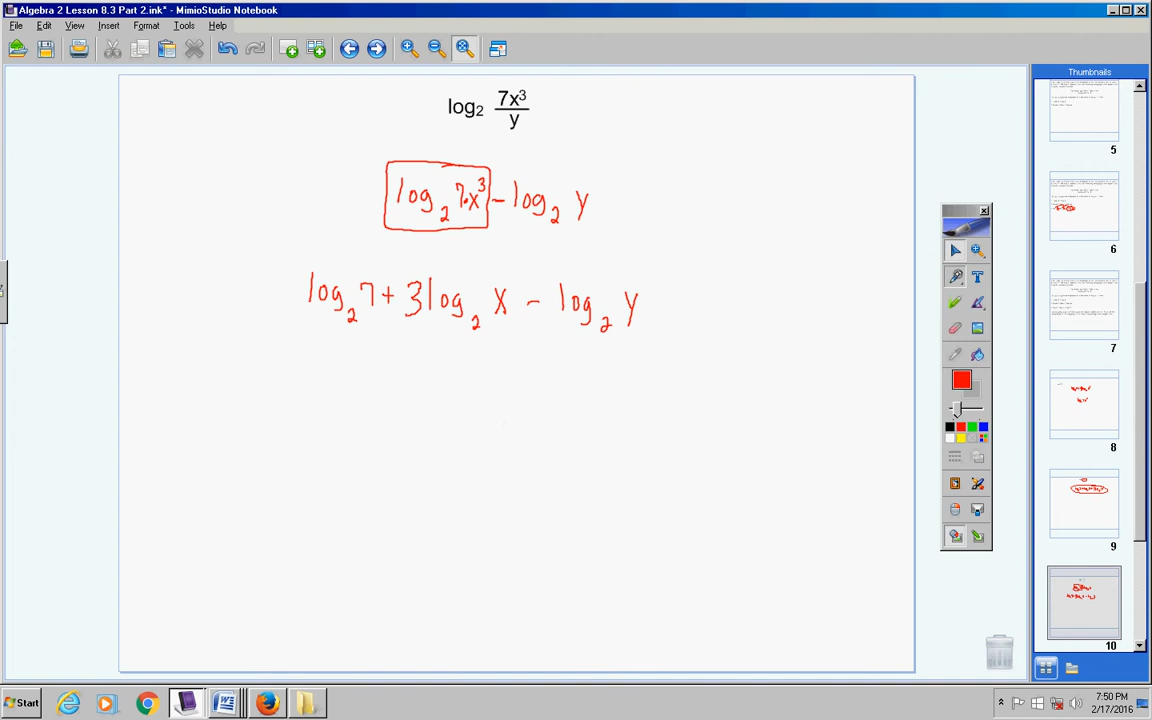 Algebra 2 Lesson 8.3 Part 2.ink* - MimioStudio Notebook
File Edit View Insert Format Tools Help
Thumbnails
log₂ 7x³/y
log₂ 7·x³ - log₂ y
log₂ 7 + 3 log₂ x - log₂ y
5
6
7
8
9
10
Start
7:50 PM
2/17/2016